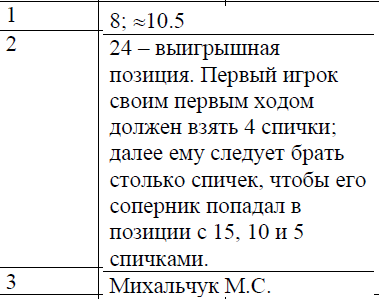 1 8; ≈10.5
2 24 – выигрышная
позиция. Первый игрок
своим первым ходом
должен взять 4 спички;
далее ему следует брать
столько спичек, чтобы его
соперник попадал в
позиции с 15, 10 и 5
спичками.
3 Михальчук М.С.